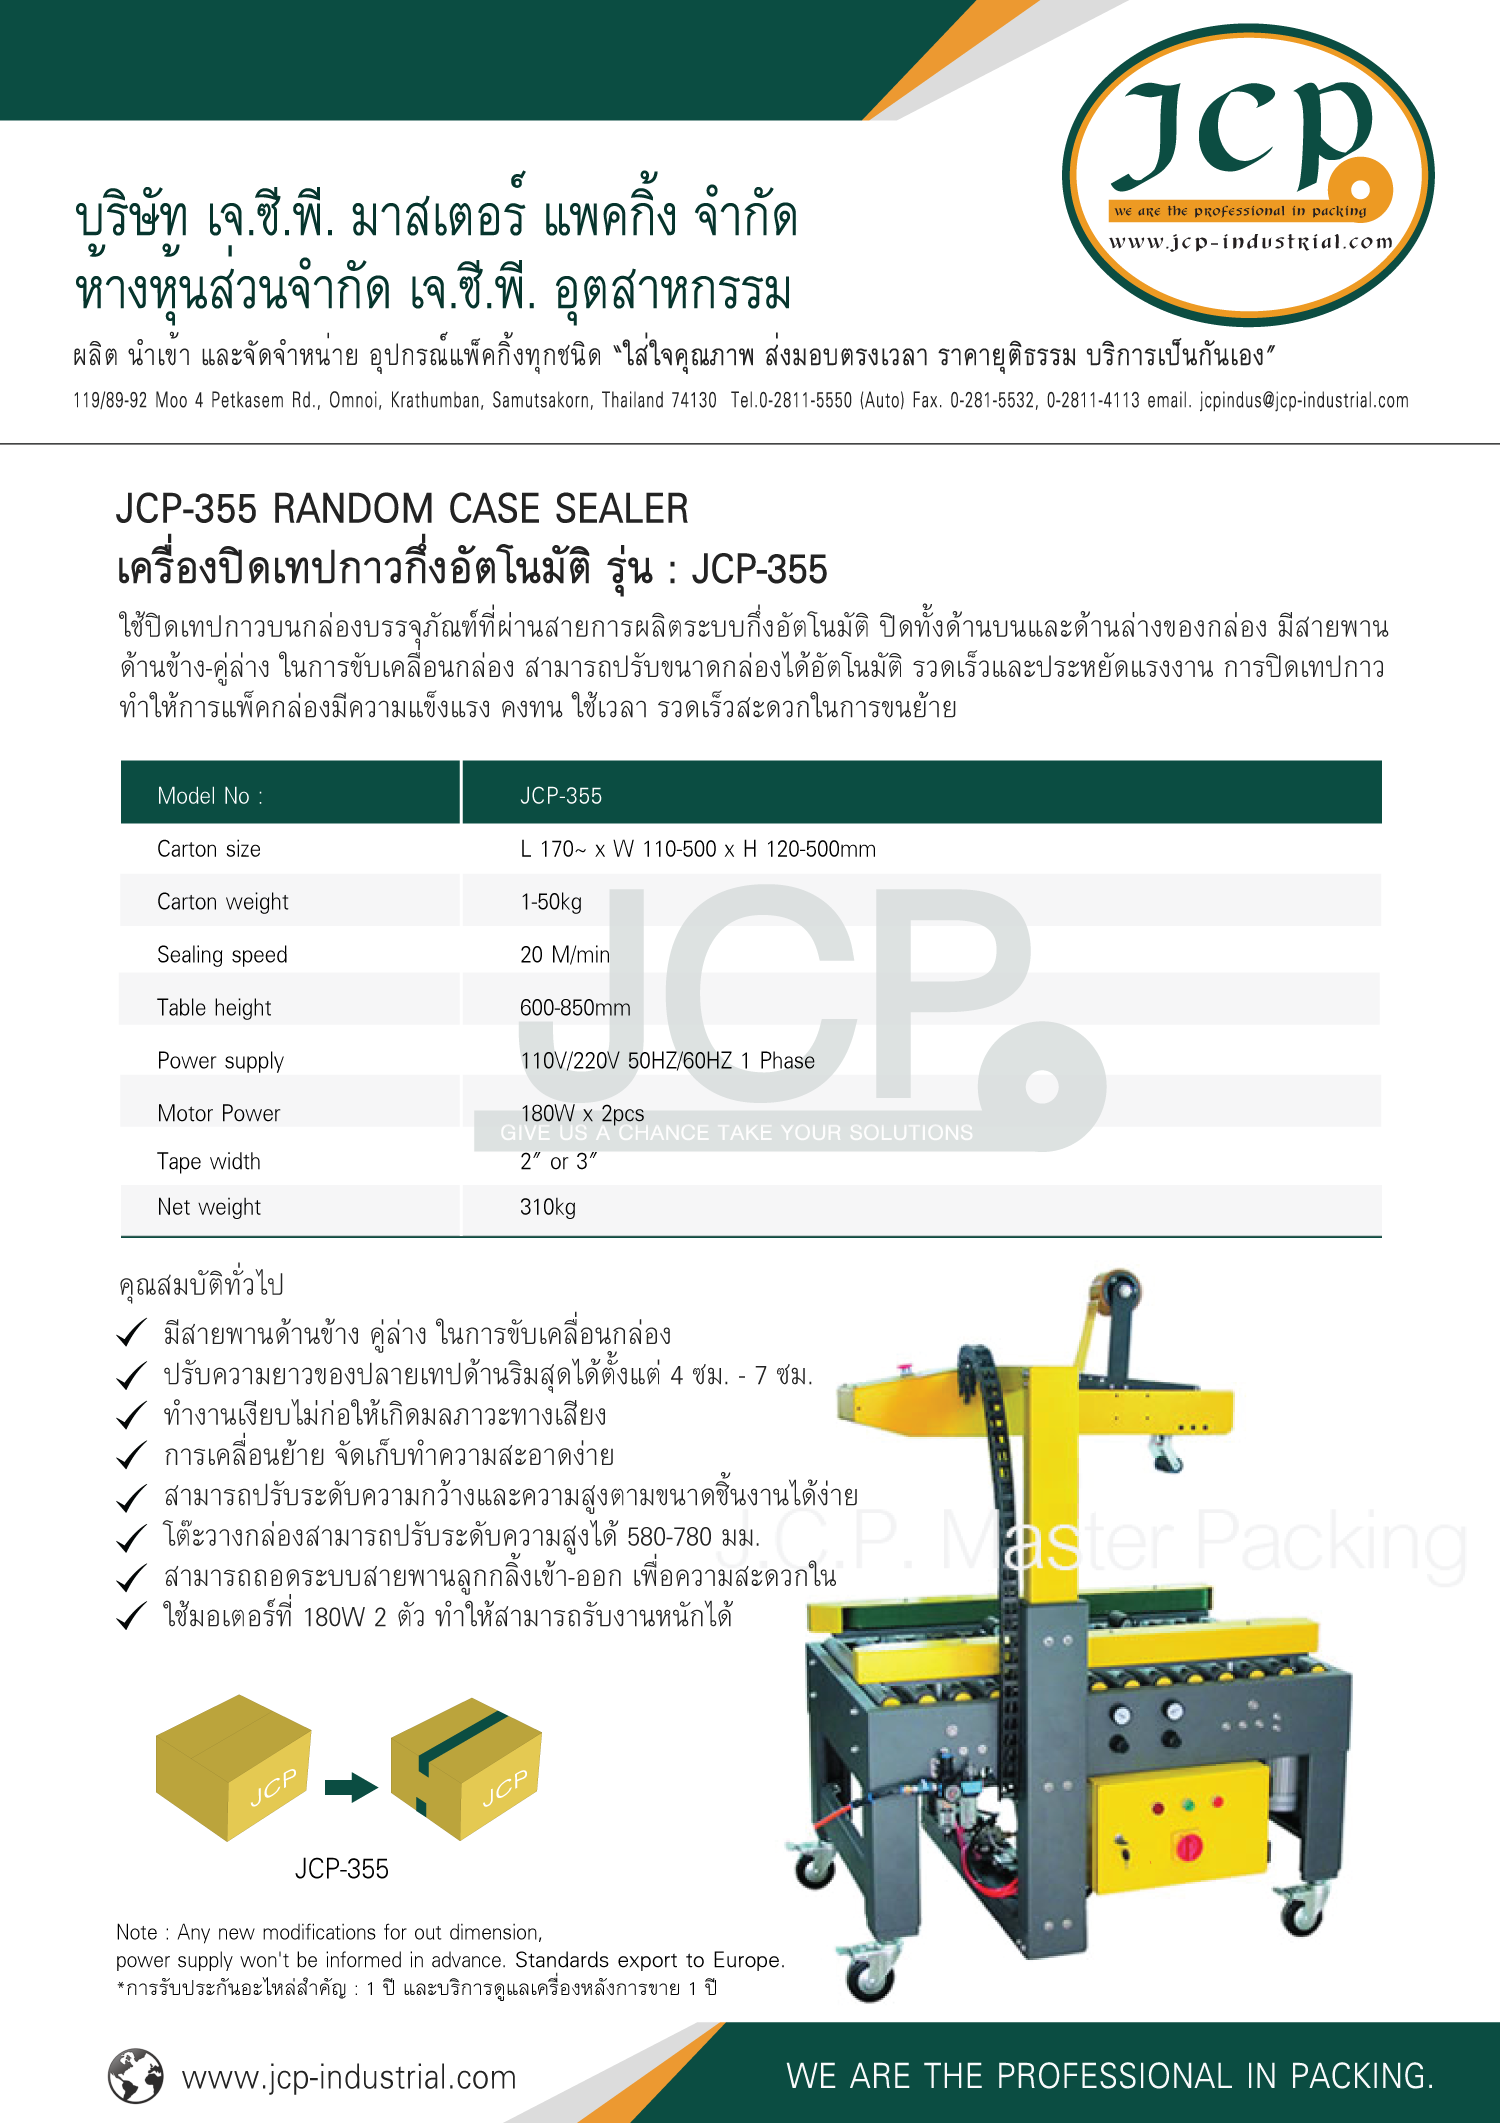 JCP
we are the professional in packing
www.jcp-industrial.com
บริษัท เจ.ซี.พี. มาสเตอร์ แพคกิ้ง จำกัด
ห้างหุ้นส่วนจำกัด เจ.ซี.พี. อุตสาหกรรม
ผลิต นำเข้า และจัดจำหน่าย อุปกรณ์แพ็คกิ้งทุกชนิด "ใส่ใจคุณภาพ ส่งมอบตรงเวลา ราคายุติธรรม บริการเป็นกันเอง"
119/89-92 Moo 4 Petkasem Rd., Omnoi, Krathumban, Samutsakorn, Thailand 74130 Tel.0-2811-5550 (Auto) Fax. 0-281-5532, 0-2811-4113 email. jcpindus@jcp-industrial.com
JCP-355 RANDOM CASE SEALER
เครื่องปิดเทปกาวกึ่งอัตโนมัติ รุ่น : JCP-355
ใช้ปิดเทปกาวบนกล่องบรรจุภัณฑ์ที่ผ่านสายการผลิตระบบกึ่งอัตโนมัติ ปิดทั้งด้านบนและด้านล่างของกล่อง มีสายพาน
ด้านข้าง-คู่ล่าง ในการขับเคลื่อนกล่อง สามารถปรับขนาดกล่องได้อัตโนมัติ รวดเร็วและประหยัดแรงงาน การปิดเทปกาว
ทำให้การแพ็คกล่องมีความแข็งแรง คงทน ใช้เวลา รวดเร็วสะดวกในการขนย้าย
Model No : JCP-355
Carton size L 170~ x W 110-500 x H 120-500mm
Carton weight 1-50kg
Sealing speed 20 M/min
Table height 600-850mm
Power supply 110V/220V 50HZ/60HZ 1 Phase
Motor Power 180W x 2pcs
Tape width 2" or 3"
Net weight 310kg
JCP
GIVE US A CHANCE TAKE YOUR SOLUTIONS
คุณสมบัติทั่วไป
มีสายพานด้านข้าง คู่ล่าง ในการขับเคลื่อนกล่อง
ปรับความยาวของปลายเทปด้านริมสุดได้ตั้งแต่ 4 ซม. - 7 ซม.
ทำงานเงียบไม่ก่อให้เกิดมลภาวะทางเสียง
การเคลื่อนย้าย จัดเก็บทำความสะอาดง่าย
สามารถปรับระดับความกว้างและความสูงตามขนาดชิ้นงานได้ง่าย
โต๊ะวางกล่องสามารถปรับระดับความสูงได้ 580-780 มม.
สามารถถอดระบบสายพานลูกกลิ้งเข้า-ออก เพื่อความสะดวกใน
ใช้มอเตอร์ที่ 180W 2 ตัว ทำให้สามารถรับงานหนักได้
J.C.P. Master Packing
JCP
JCP
JCP-355
Note : Any new modifications for out dimension,
power supply won't be informed in advance. Standards export to Europe.
*การรับประกันอะไหล่สำคัญ : 1 ปี และบริการดูแลเครื่องหลังการขาย 1 ปี
www.jcp-industrial.com
WE ARE THE PROFESSIONAL IN PACKING.